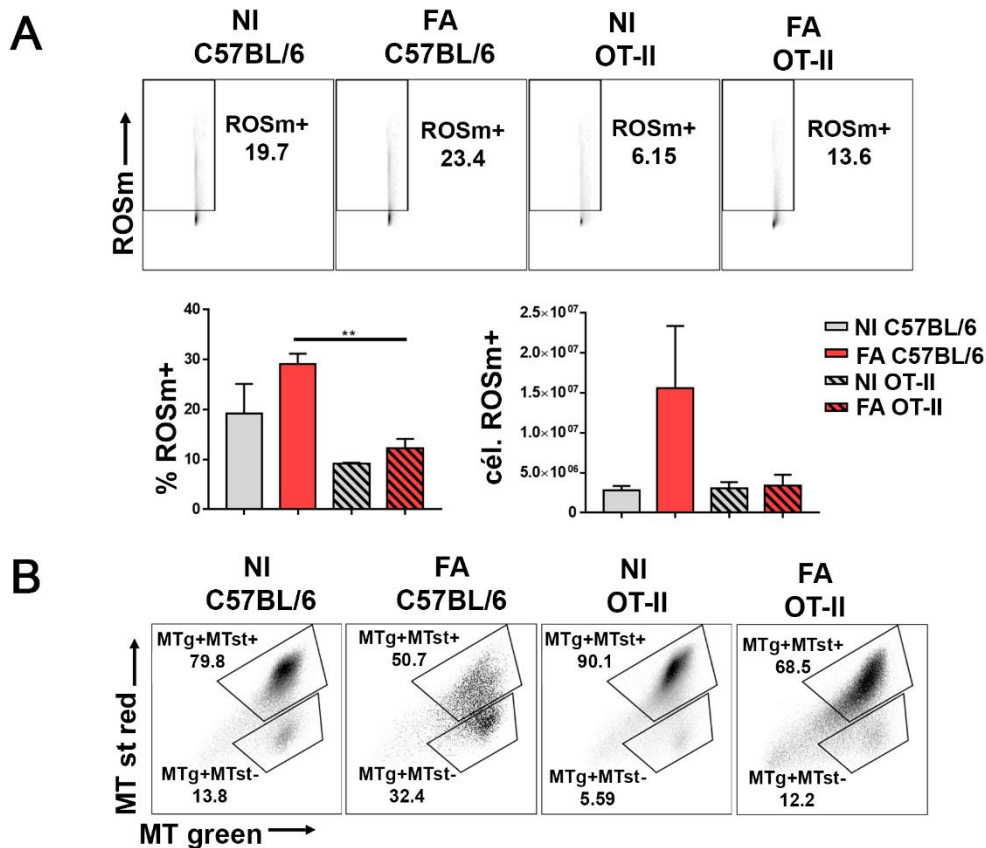 A
NI
C57BL/6
FA
C57BL/6
NI
OT-II
FA
OT-II
ROSm
ROSm+
19.7
ROSm+
23.4
ROSm+
6.15
ROSm+
13.6
% ROSm+
40
30
20
10
0
**
cél. ROSm+
2.5×10^07
2.0×10^07
1.5×10^07
1.0×10^07
5.0×10^06
0
NI C57BL/6
FA C57BL/6
NI OT-II
FA OT-II
B
NI
C57BL/6
FA
C57BL/6
NI
OT-II
FA
OT-II
MT st red
MTg+MTst+
79.8
MTg+MTst-
13.8
MTg+MTst+
50.7
MTg+MTst-
32.4
MTg+MTst+
90.1
MTg+MTst-
5.59
MTg+MTst+
68.5
MTg+MTst-
12.2
MT green